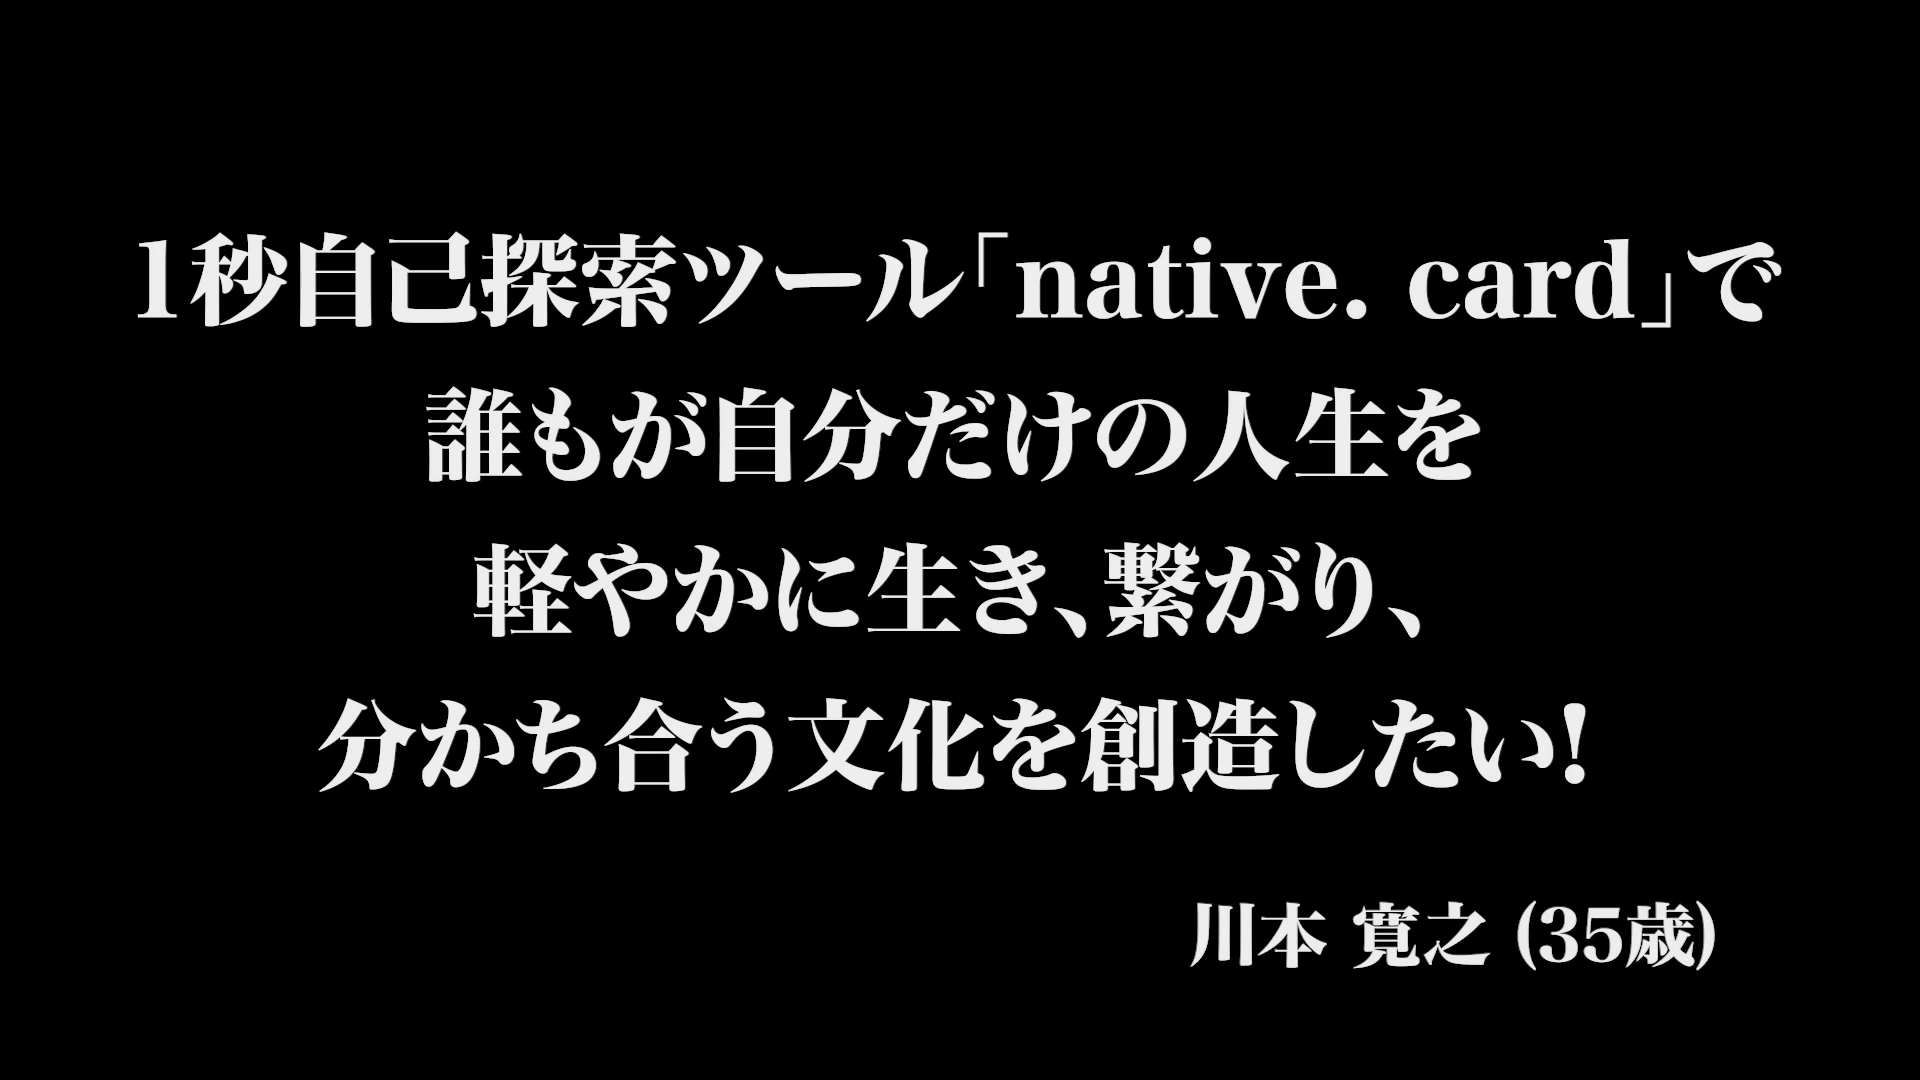 1秒自己探索ツール「native. card」で
誰もが自分だけの人生を
軽やかに生き、繋がり、
分かち合う文化を創造したい!
川本 寛之 (35歳)